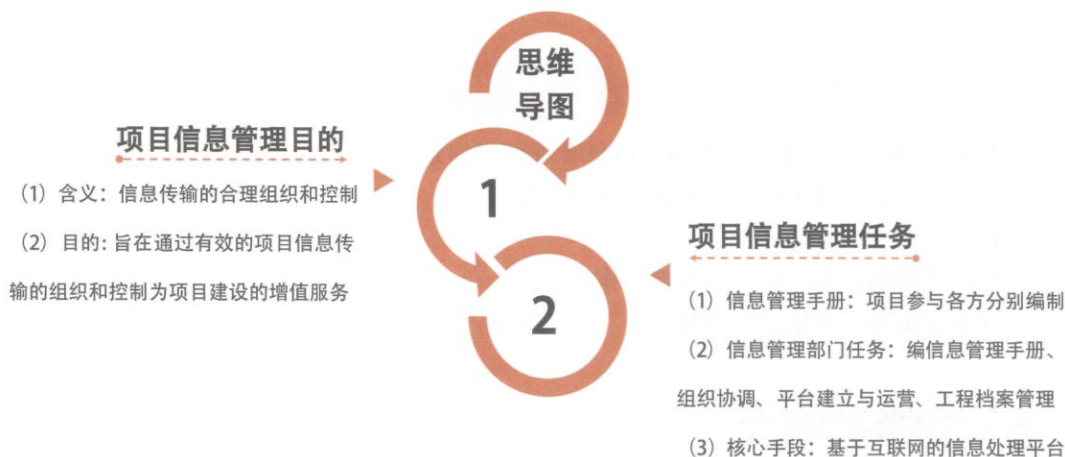 思维
导图
项目信息管理目的
（1）含义：信息传输的合理组织和控制
（2）目的：旨在通过有效的项目信息传
输的组织和控制为项目建设的增值服务
1
2
项目信息管理任务
（1）信息管理手册：项目参与各方分别编制
（2）信息管理部门任务：编信息管理手册、
组织协调、平台建立与运营、工程档案管理
（3）核心手段：基于互联网的信息处理平台